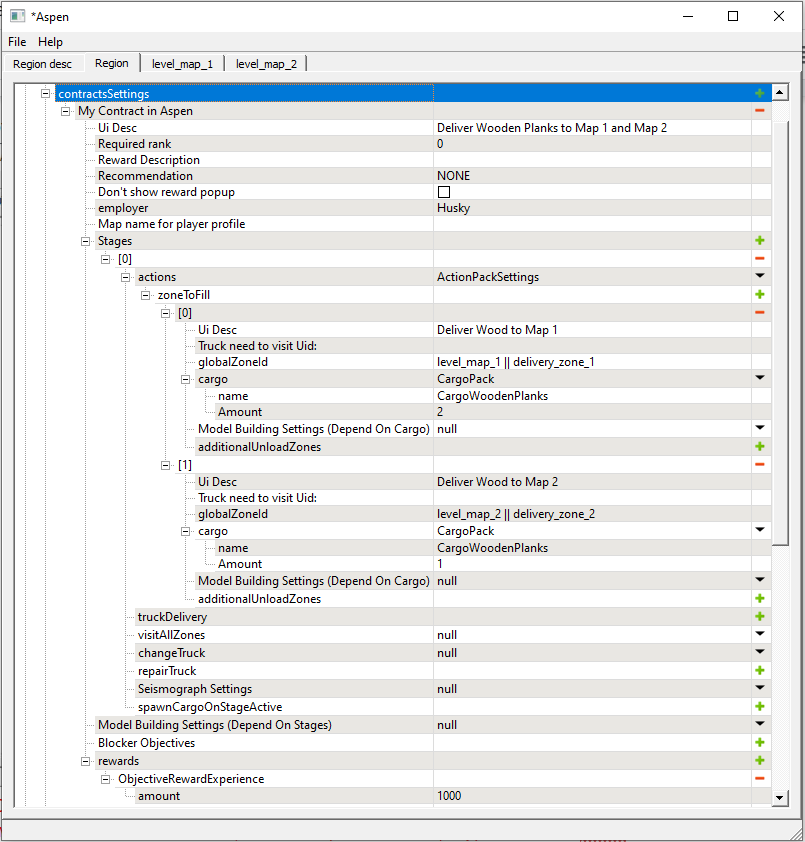 *Aspen
File Help
Region desc Region level_map_1 level_map_2
contractsSettings
My Contract in Aspen
Ui Desc Deliver Wooden Planks to Map 1 and Map 2
Required rank 0
Reward Description
Recommendation NONE
Don't show reward popup
employer Husky
Map name for player profile
Stages
[0]
actions ActionPackSettings
zoneToFill
[0]
Ui Desc Deliver Wood to Map 1
Truck need to visit Uid:
globalZoneId level_map_1 || delivery_zone_1
cargo CargoPack
name CargoWoodenPlanks
Amount 2
Model Building Settings (Depend On Cargo) null
additionalUnloadZones
[1]
Ui Desc Deliver Wood to Map 2
Truck need to visit Uid:
globalZoneId level_map_2 || delivery_zone_2
cargo CargoPack
name CargoWoodenPlanks
Amount 1
Model Building Settings (Depend On Cargo) null
additionalUnloadZones
truckDelivery
visitAllZones null
changeTruck null
repairTruck
Seismograph Settings null
spawnCargoOnStageActive
Model Building Settings (Depend On Stages) null
Blocker Objectives
rewards
ObjectiveRewardExperience
amount 1000